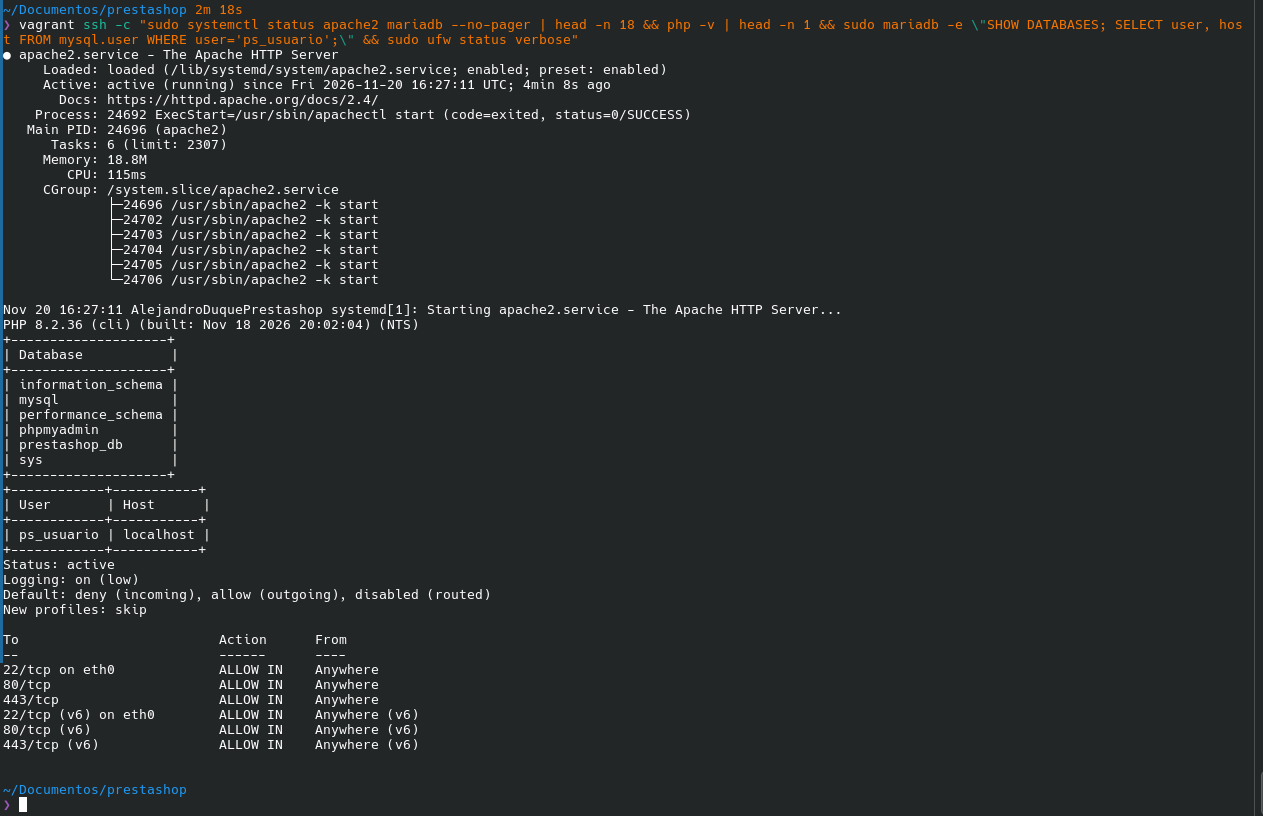 ~/Documentos/prestashop 2m 18s
❯ vagrant ssh -c "sudo systemctl status apache2 mariadb --no-pager | head -n 18 && php -v | head -n 1 && sudo mariadb -e \"SHOW DATABASES; SELECT user, hos
t FROM mysql.user WHERE user='ps_usuario';\" && sudo ufw status verbose"
● apache2.service - The Apache HTTP Server
     Loaded: loaded (/lib/systemd/system/apache2.service; enabled; preset: enabled)
     Active: active (running) since Fri 2026-11-20 16:27:11 UTC; 4min 8s ago
       Docs: https://httpd.apache.org/docs/2.4/
    Process: 24692 ExecStart=/usr/sbin/apachectl start (code=exited, status=0/SUCCESS)
   Main PID: 24696 (apache2)
      Tasks: 6 (limit: 2307)
     Memory: 18.8M
        CPU: 115ms
     CGroup: /system.slice/apache2.service
             ├─24696 /usr/sbin/apache2 -k start
             ├─24702 /usr/sbin/apache2 -k start
             ├─24703 /usr/sbin/apache2 -k start
             ├─24704 /usr/sbin/apache2 -k start
             ├─24705 /usr/sbin/apache2 -k start
             └─24706 /usr/sbin/apache2 -k start
Nov 20 16:27:11 AlejandroDuquePrestashop systemd[1]: Starting apache2.service - The Apache HTTP Server...
PHP 8.2.36 (cli) (built: Nov 18 2026 20:02:04) (NTS)
+--------------------+
| Database           |
+--------------------+
| information_schema |
| mysql              |
| performance_schema |
| phpmyadmin         |
| prestashop_db      |
| sys                |
+--------------------+
+------------+-----------+
| User       | Host      |
+------------+-----------+
| ps_usuario | localhost |
+------------+-----------+
Status: active
Logging: on (low)
Default: deny (incoming), allow (outgoing), disabled (routed)
New profiles: skip
To                         Action      From
--                         ------      ----
22/tcp on eth0             ALLOW IN    Anywhere
80/tcp                     ALLOW IN    Anywhere
443/tcp                    ALLOW IN    Anywhere
22/tcp (v6) on eth0        ALLOW IN    Anywhere (v6)
80/tcp (v6)                ALLOW IN    Anywhere (v6)
443/tcp (v6)               ALLOW IN    Anywhere (v6)
~/Documentos/prestashop
❯